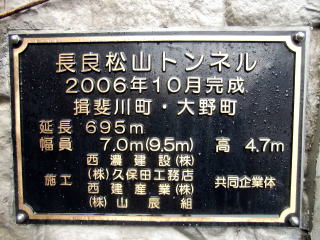 長良松山トンネル
2006年10月完成
揖斐川町・大野町
延長 695m
幅員 7.0m(9.5m) 高 4.7m
施工 西濃建設(株)
(株)久保田工務店
西建産業(株)
(株)山辰組
共同企業体